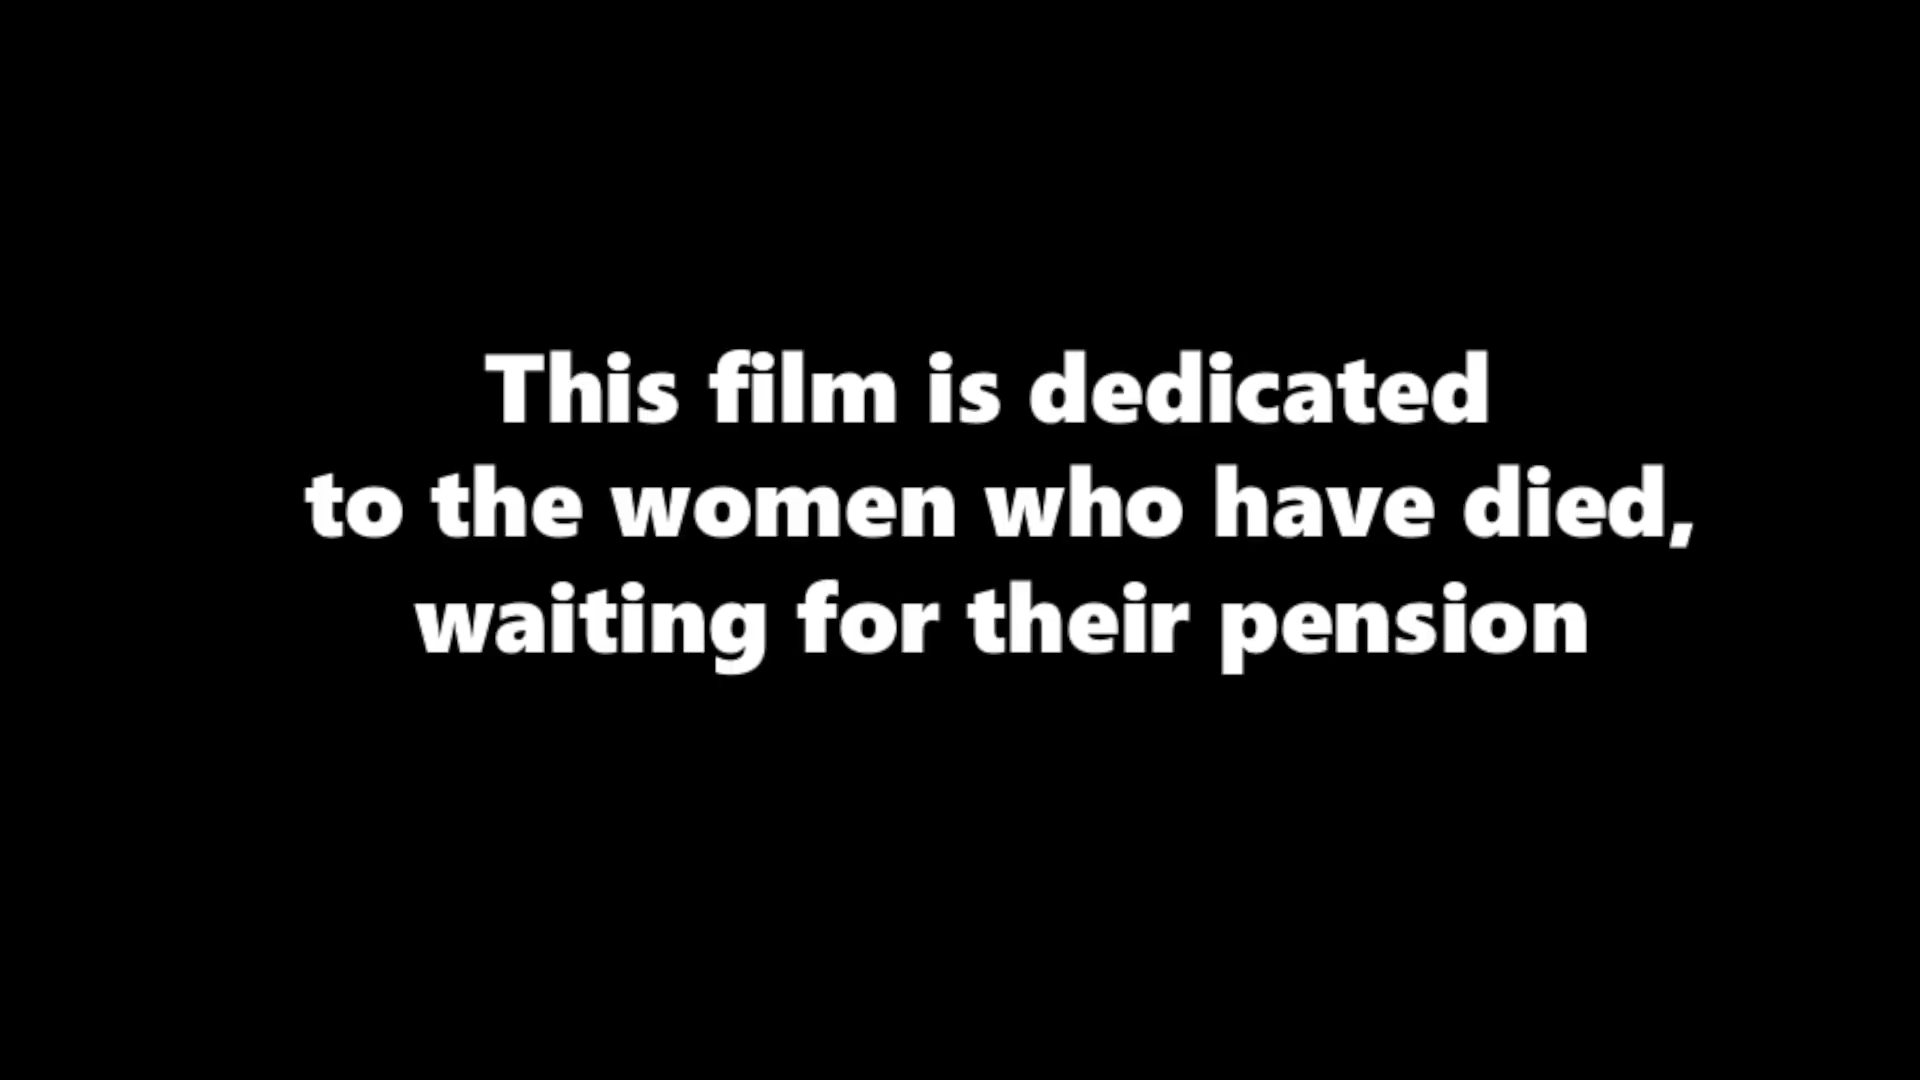 This film is dedicated
to the women who have died,
waiting for their pension